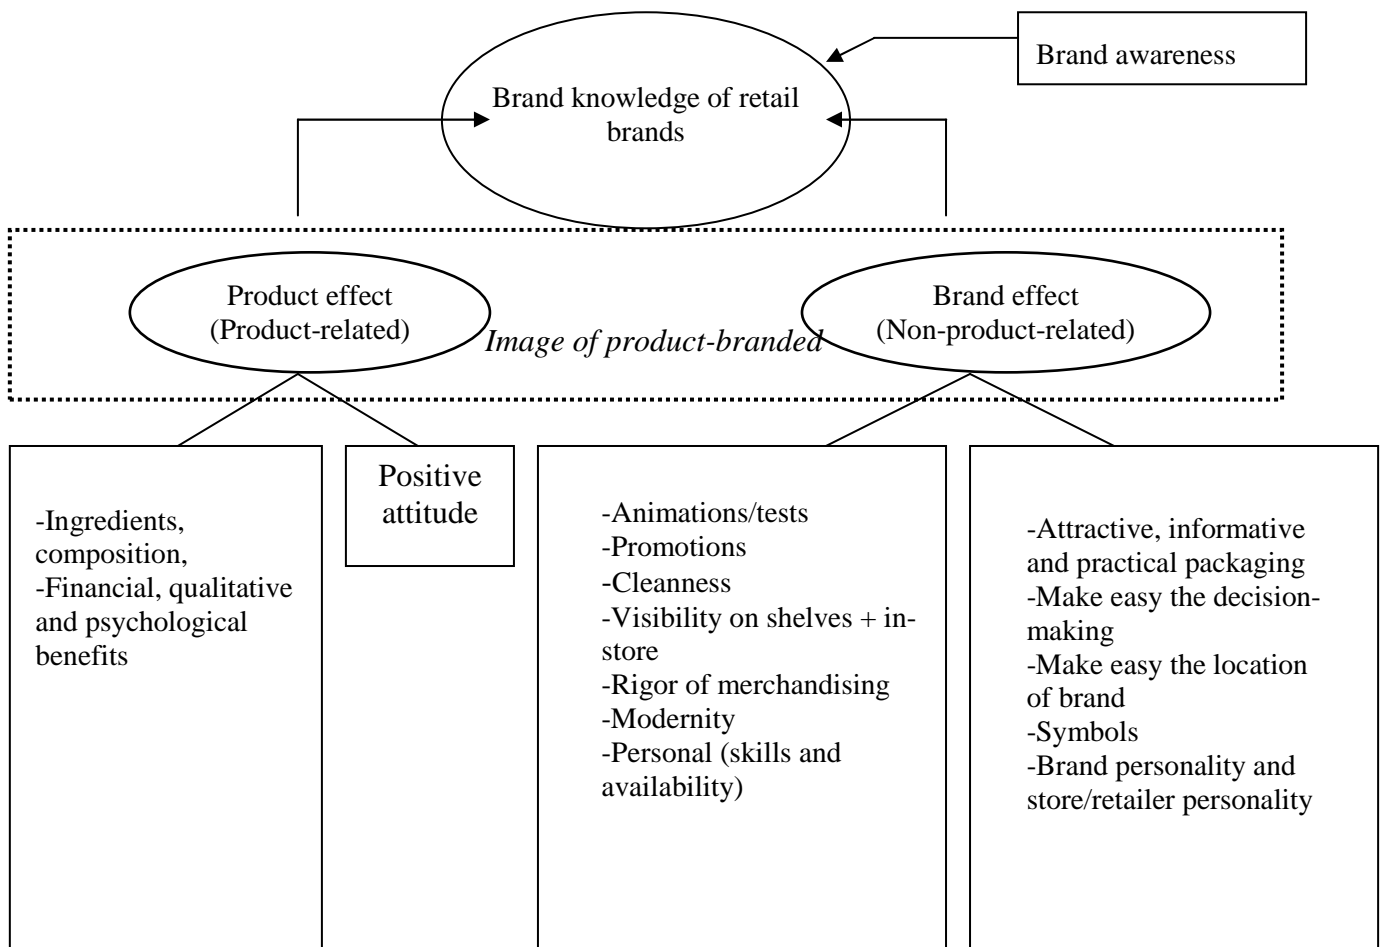 Brand awareness
Brand knowledge of retail
brands
Product effect
(Product-related)
Image of product-branded
Brand effect
(Non-product-related)
-Ingredients,
composition,
-Financial, qualitative
and psychological
benefits
Positive
attitude
-Animations/tests
-Promotions
-Cleanness
-Visibility on shelves + in-
store
-Rigor of merchandising
-Modernity
-Personal (skills and
availability)
-Attractive, informative
and practical packaging
-Make easy the decision-
making
-Make easy the location
of brand
-Symbols
-Brand personality and
store/retailer personality